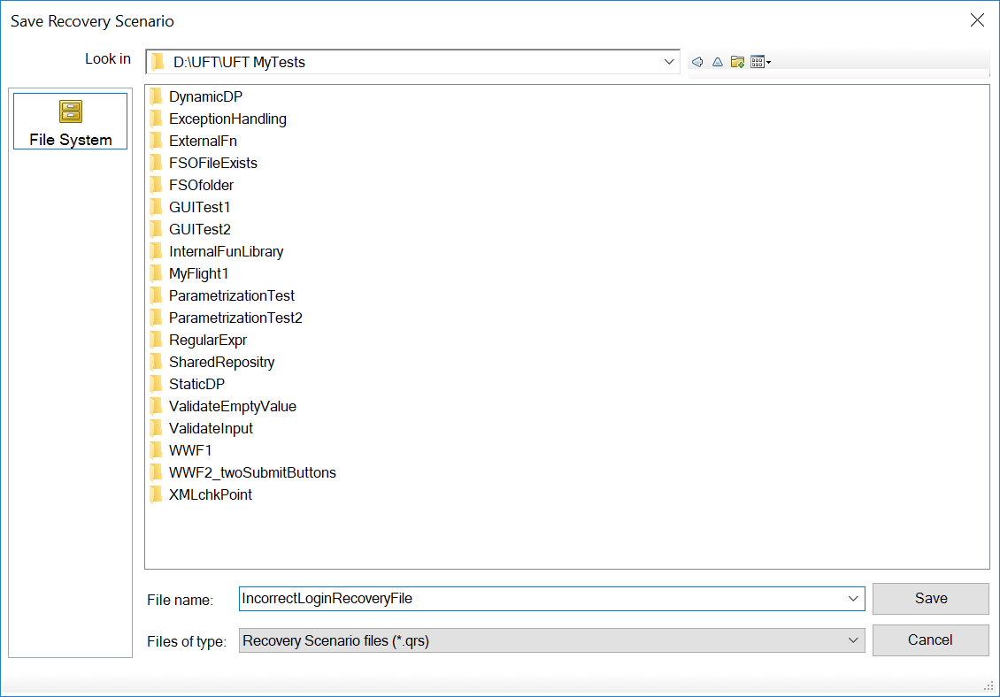 Save Recovery Scenario
Look in
D:\UFT\UFT MyTests
File System
DynamicDP
ExceptionHandling
ExternalFn
FSOFileExists
FSOfolder
GUITest1
GUITest2
InternalFunLibrary
MyFlight1
ParametrizationTest
ParametrizationTest2
RegularExpr
SharedRepositry
StaticDP
ValidateEmptyValue
ValidateInput
WWF1
WWF2_twoSubmitButtons
XMLchkPoint
File name:
IncorrectLoginRecoveryFile
Save
Files of type:
Recovery Scenario files (*.qrs)
Cancel